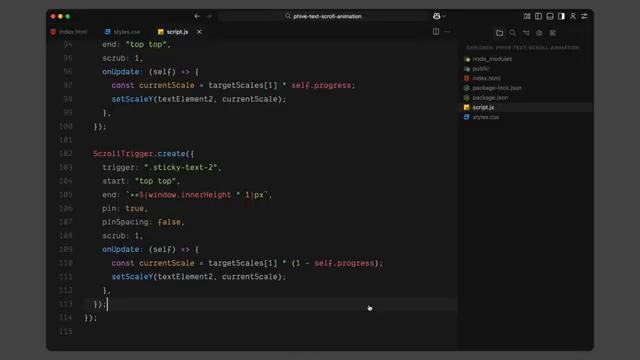 phive-text-scroll-animation
index.html
styles.css
script.js
EXPLORER: PHIVE-TEXT-SCROLL-ANIMATION
node_modules
public
index.html
package-lock.json
package.json
script.js
styles.css
94 end: "top top",
95 scrub: 1,
96 onUpdate: (self) => {
97 const currentScale = targetScales[1] * self.progress;
98 setScaleY(textElement2, currentScale);
99 },
100 });
101
102 ScrollTrigger.create({
103 trigger: ".sticky-text-2",
104 start: "top top",
105 end: `+=${window.innerHeight * 1}px`,
106 pin: true,
107 pinSpacing: false,
108 scrub: 1,
109 onUpdate: (self) => {
110 const currentScale = targetScales[1] * (1 - self.progress);
111 setScaleY(textElement2, currentScale);
112 },
113 });
114 });
115